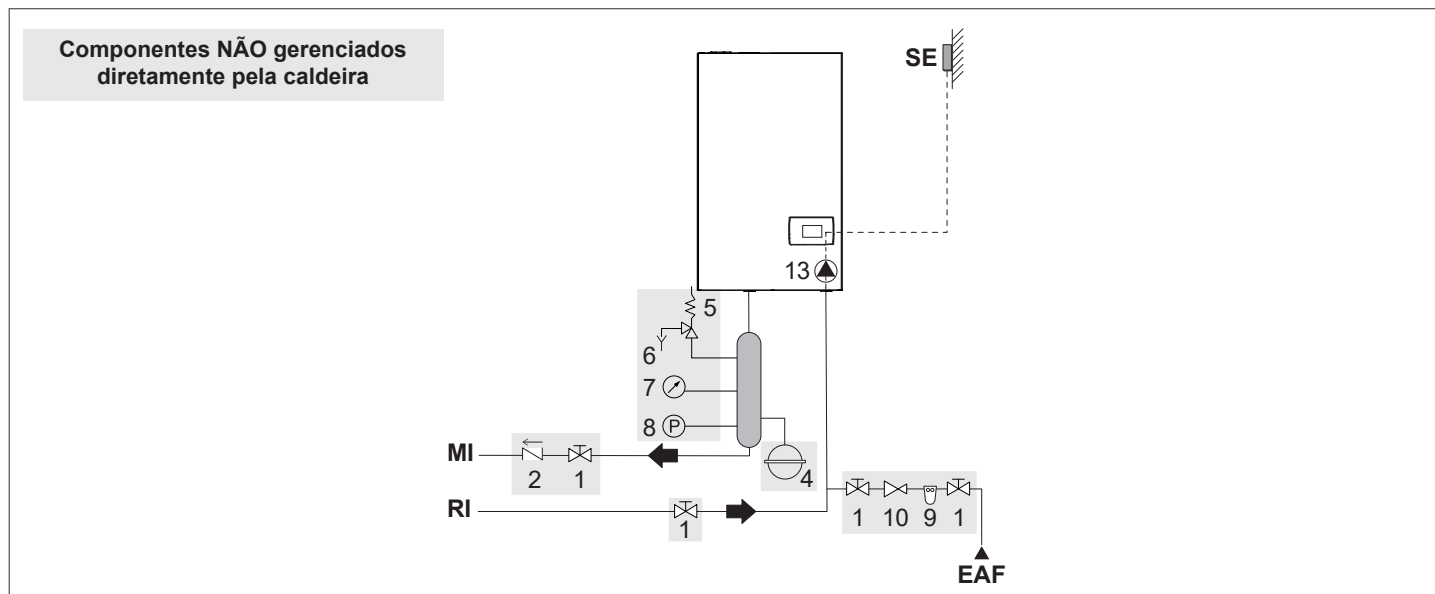 Componentes NÃO gerenciados
diretamente pela caldeira
SE
13
5
6
7
8 P
MI
2 1
4
RI
1
1 10 9 1
EAF